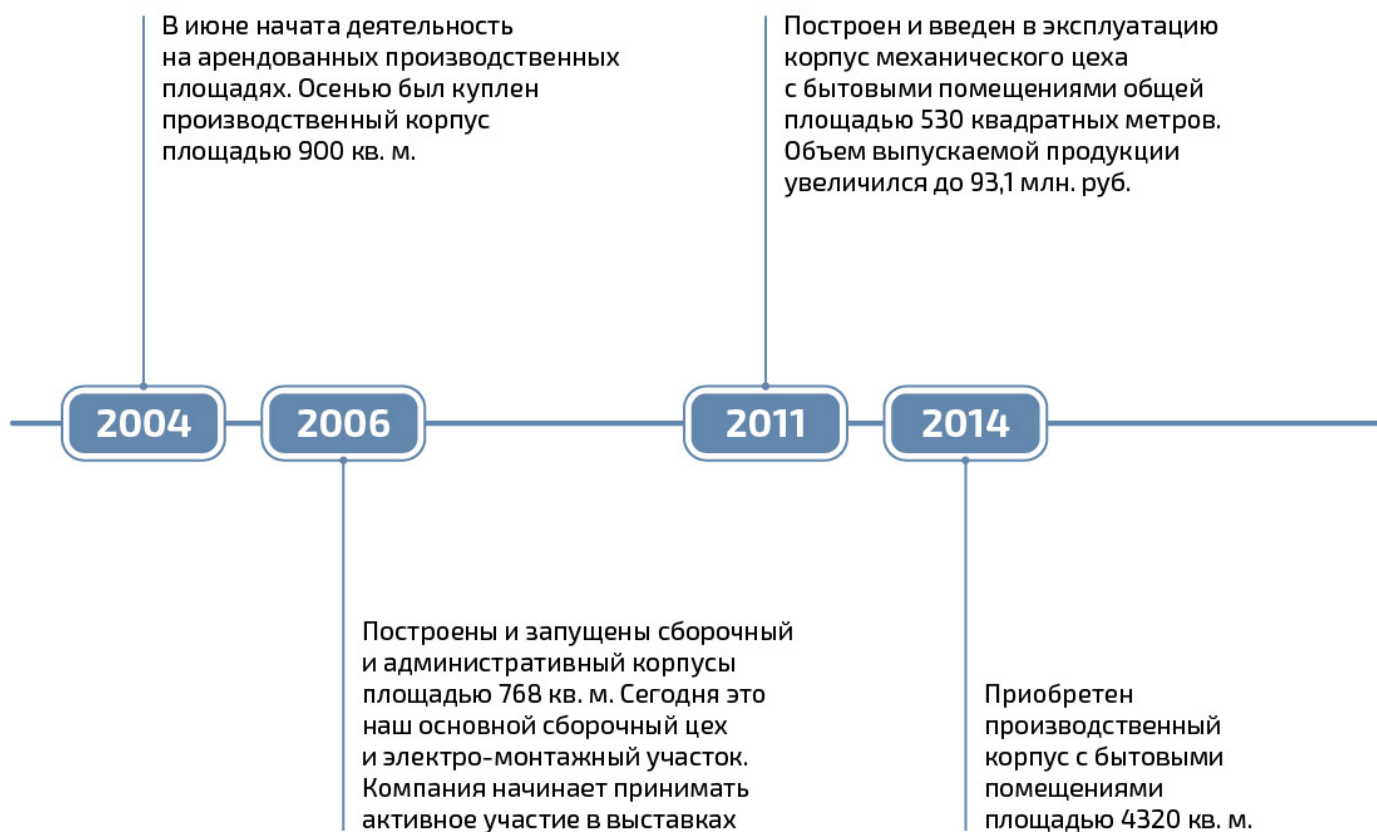 В июне начата деятельность
на арендованных производственных
площадях. Осенью был куплен
производственный корпус
площадью 900 кв. м.
Построен и введен в эксплуатацию
корпус механического цеха
с бытовыми помещениями общей
площадью 530 квадратных метров.
Объем выпускаемой продукции
увеличился до 93,1 млн. руб.
2004
2006
2011
2014
Построены и запущены сборочный
и административный корпусы
площадью 768 кв. м. Сегодня это
наш основной сборочный цех
и электро-монтажный участок.
Компания начинает принимать
активное участие в выставках
Приобретен
производственный
корпус с бытовыми
помещениями
площадью 4320 кв. м.